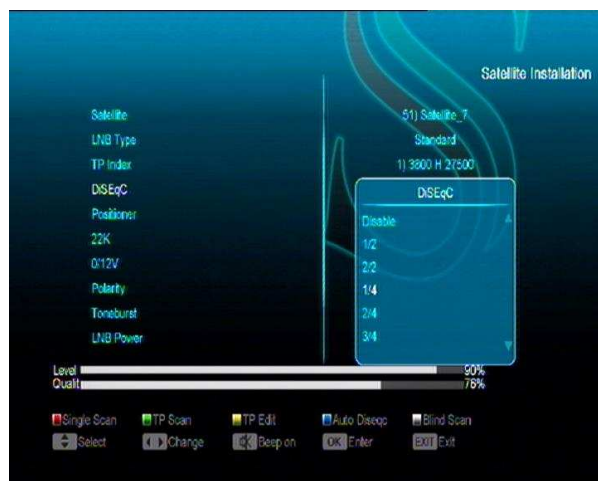 Satellite Installation
Satellite 51) Satellite_7
LNB Type Standard
TP Index 1) 3800 H 27500
DiSEqC DiSEqC
Positioner Disable
22K 1/2
0/12V 2/2
Polarity 1/4
Toneburst 2/4
LNB Power 3/4
Level 90%
Qualit 76%
Single Scan TP Scan TP Edit Auto Diseqc Blind Scan
Select Change Beep on OK Enter EXIT Exit